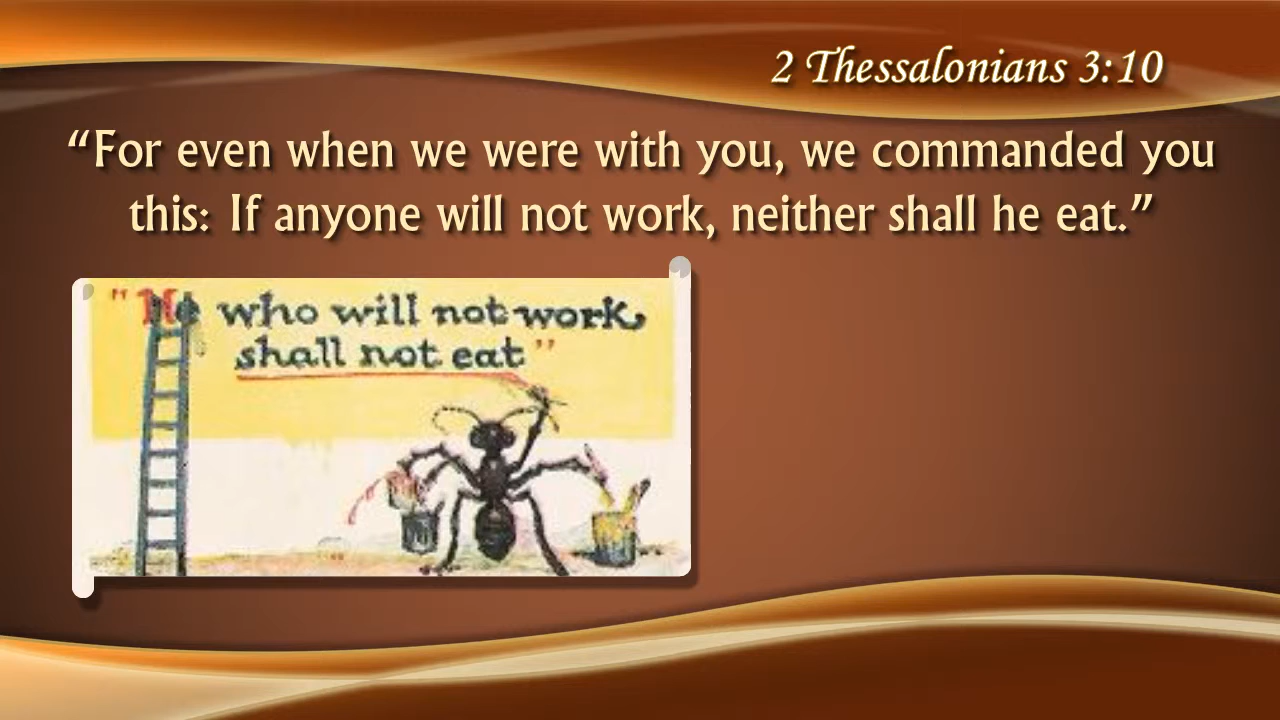 2 Thessalonians 3:10
“For even when we were with you, we commanded you
this: If anyone will not work, neither shall he eat.”
"He who will not work,
shall not eat"